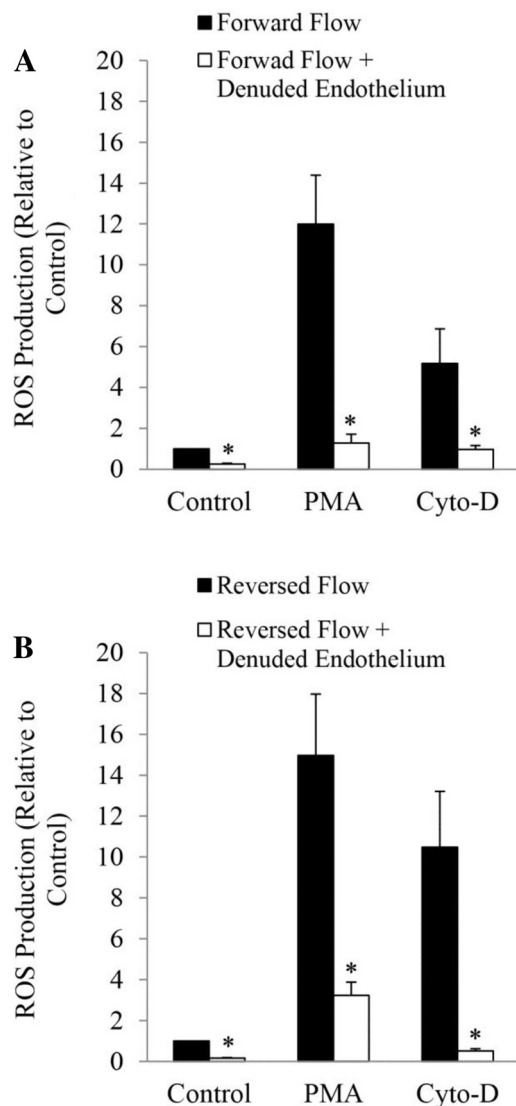 A
Forward Flow
Forwad Flow +
Denuded Endothelium
ROS Production (Relative to
Control)
20
18
16
14
12
10
8
6
4
2
0
*
*
*
Control
PMA
Cyto-D
B
Reversed Flow
Reversed Flow +
Denuded Endothelium
ROS Production (Relative to
Control)
20
18
16
14
12
10
8
6
4
2
0
*
*
*
Control
PMA
Cyto-D